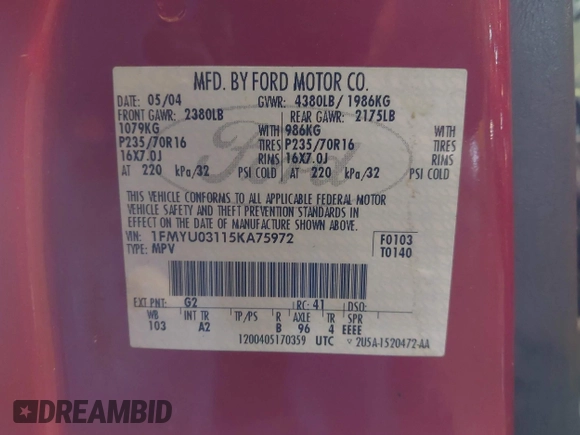 MFD. BY FORD MOTOR CO.
DATE: 05/04 GVWR: 4380LB/ 1986KG
FRONT GAWR: 2380LB REAR GAWR: 2175LB
1079KG WITH 986KG WITH
P235/70R16 TIRES P235/70R16 TIRES
16X7.0J RIMS 16X7.0J RIMS
AT 220 kPa/32 PSI COLD AT 220 kPa/32 PSI COLD
THIS VEHICLE CONFORMS TO ALL APPLICABLE FEDERAL MOTOR
VEHICLE SAFETY AND THEFT PREVENTION STANDARDS IN
EFFECT ON THE DATE OF MANUFACTURE SHOWN ABOVE.
VIN: 1FMYU03115KA75972 F0103
TYPE: MPV T0140
EXT PNT: G2 RC: 41 DSO:
WB INT TR TP/PS R AXLE TR SPR
103 A2 B 96 4 EEEE
1200405170359 UTC 2U5A-1520472-AA
Ford
DREAMBID